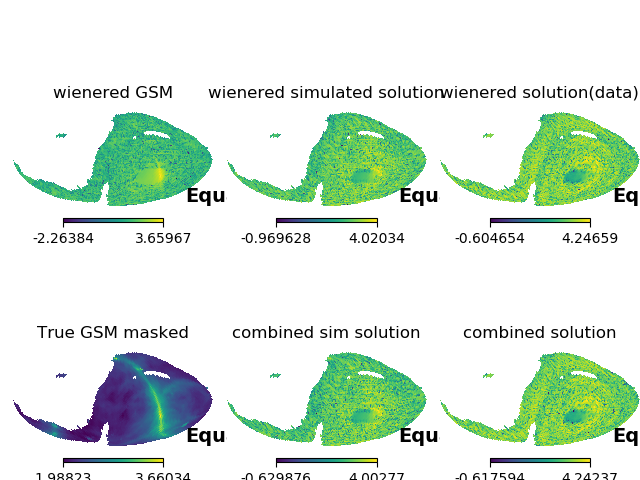 wienered GSM
wienered simulated solution
wienered solution(data)
Equ
Equ
Eq
-2.26384 3.65967
-0.969628 4.02034
-0.604654 4.24659
True GSM masked
combined sim solution
combined solution
Equ
Equ
Eq
1.98823 3.66034
-0.629876 4.00277
-0.617594 4.24237